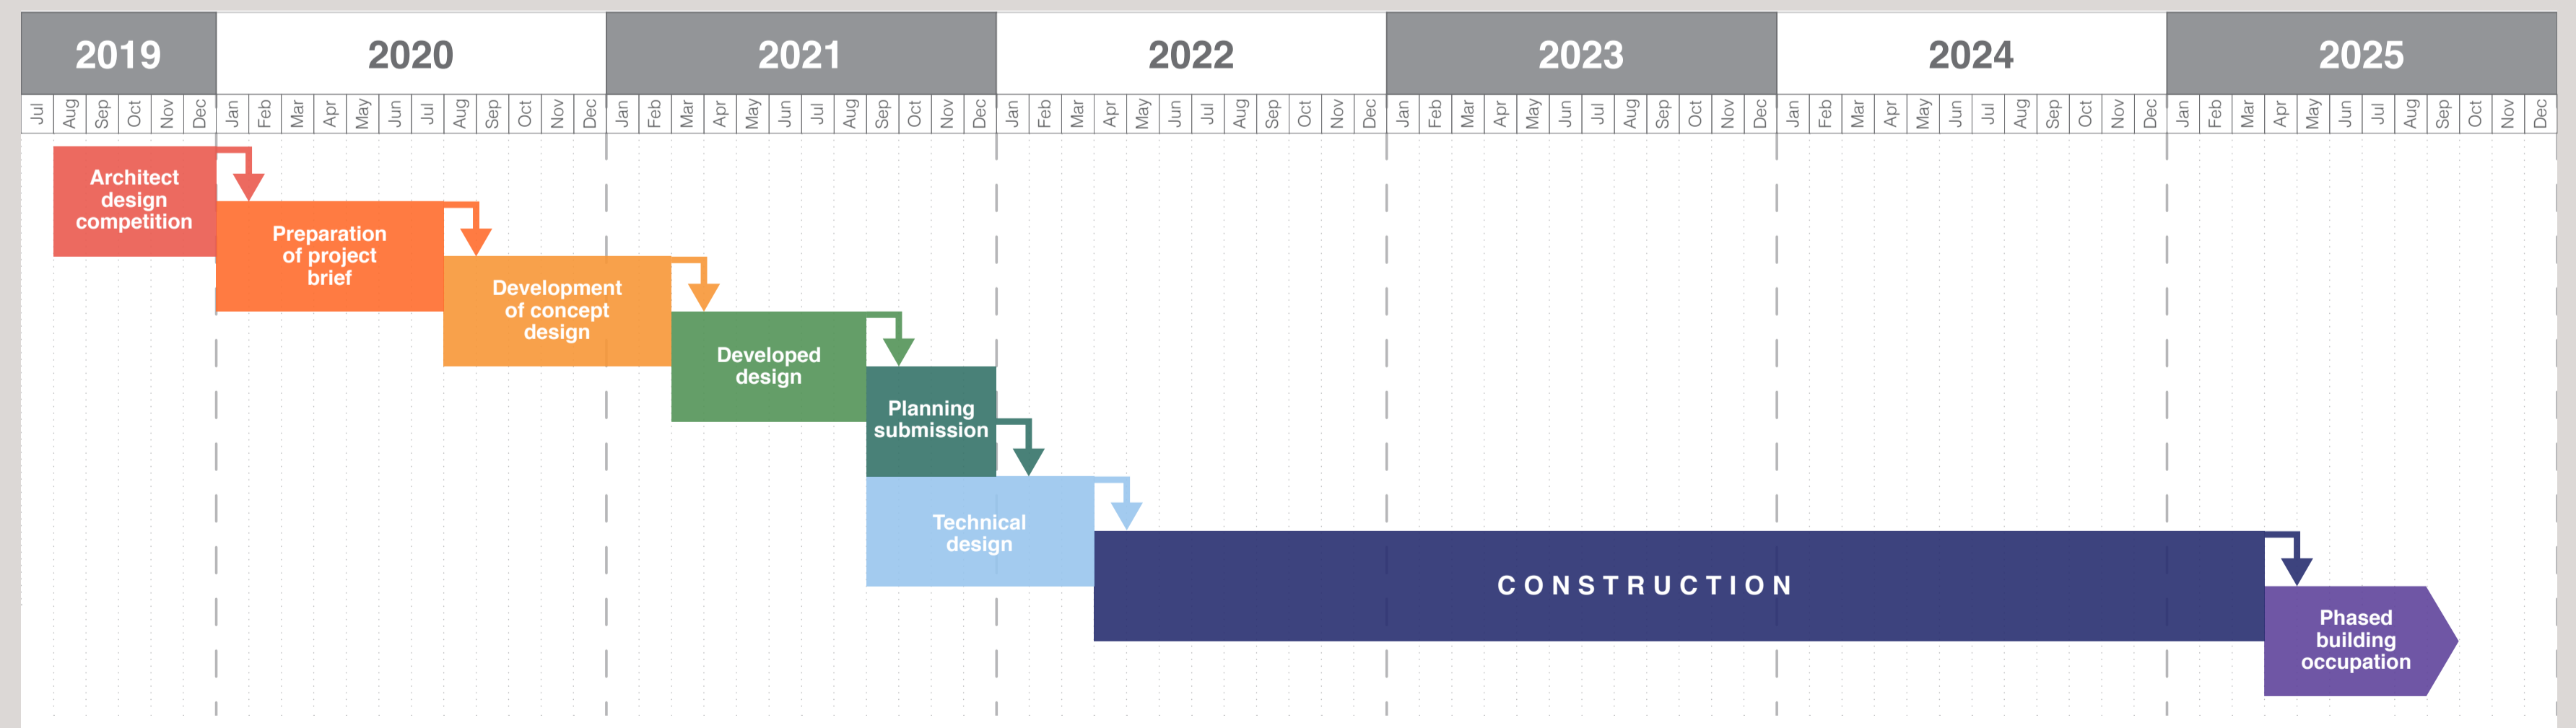 2019 2020 2021 2022 2023 2024 2025
Jul Aug Sep Oct Nov Dec Jan Feb Mar Apr May Jun Jul Aug Sep Oct Nov Dec Jan Feb Mar Apr May Jun Jul Aug Sep Oct Nov Dec Jan Feb Mar Apr May Jun Jul Aug Sep Oct Nov Dec Jan Feb Mar Apr May Jun Jul Aug Sep Oct Nov Dec Jan Feb Mar Apr May Jun Jul Aug Sep Oct Nov Dec Jan Feb Mar Apr May Jun Jul Aug Sep Oct Nov Dec
Architect
design
competition
Preparation
of project
brief
Development
of concept
design
Developed
design
Planning
submission
Technical
design
CONSTRUCTION
Phased
building
occupation